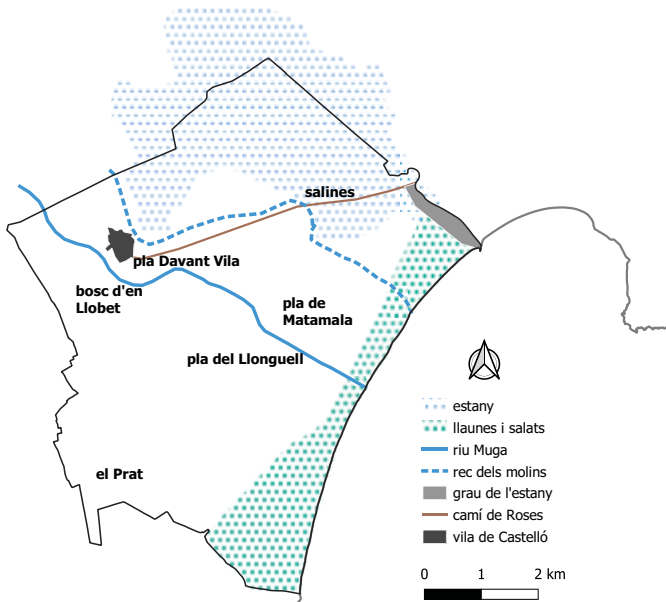 salines
pla Davant Vila
bosc d'en
Llobet
pla de
Matamala
pla del Llonguell
el Prat
estany
llaunes i salats
riu Muga
rec dels molins
grau de l'estany
camí de Roses
vila de Castelló
0 1 2 km